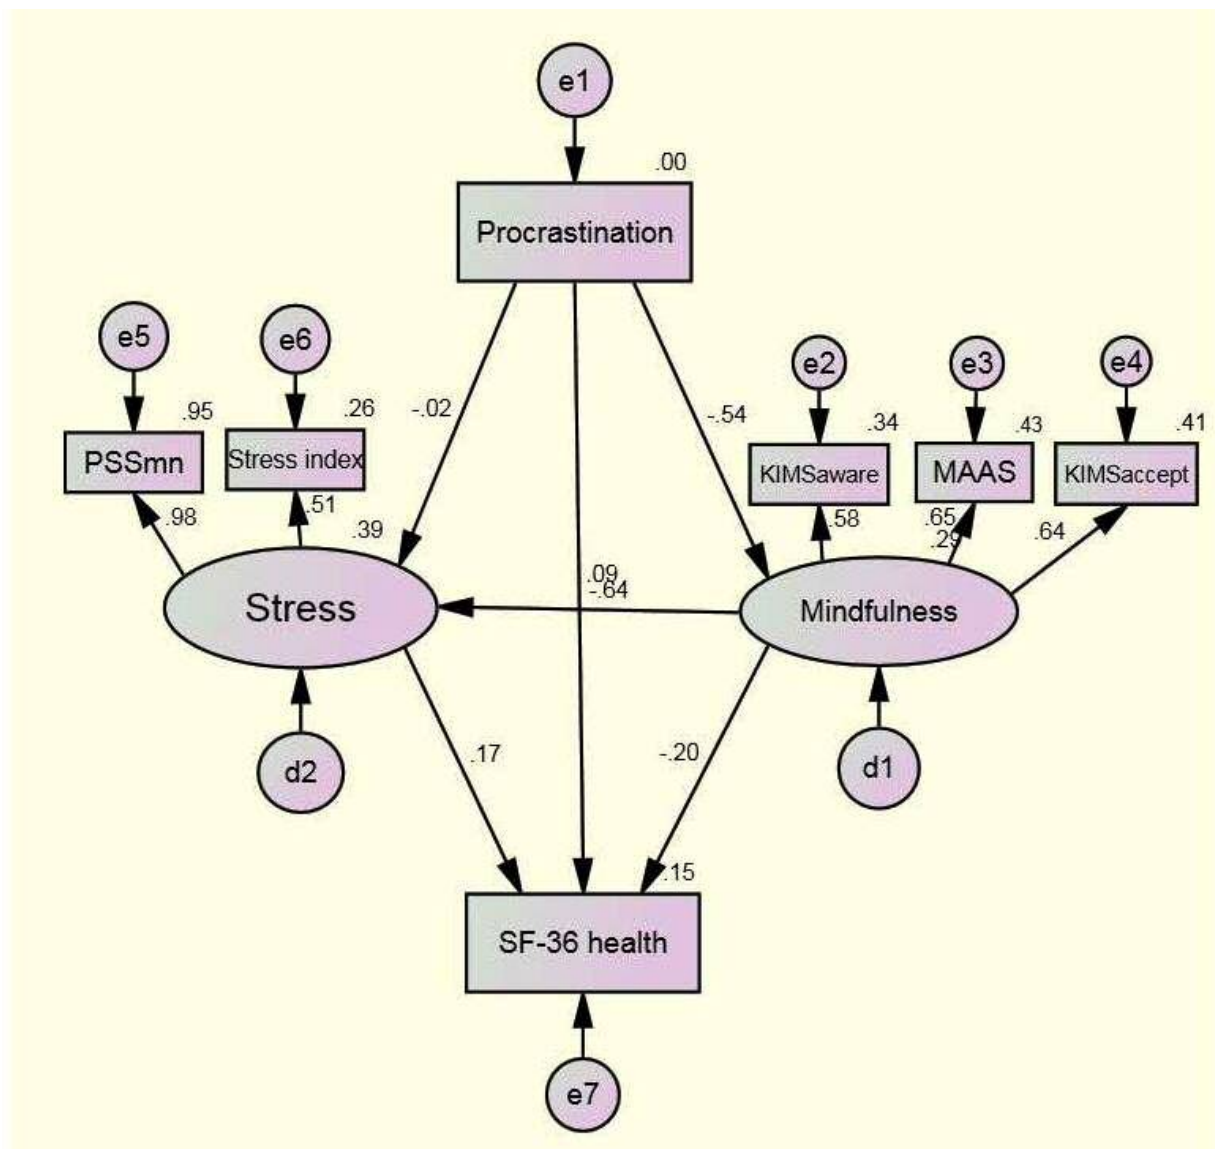 e1
.00
Procrastination
e5
e6
e2
e3
e4
.95
.26
-.02
-.54
.34
.43
.41
PSSmn
Stress index
KIMSaware
MAAS
KIMSaccept
.98
.51
.39
.58
.65
.29
.64
.09
-.64
Stress
Mindfulness
d2
.17
-.20
d1
.15
SF-36 health
e7